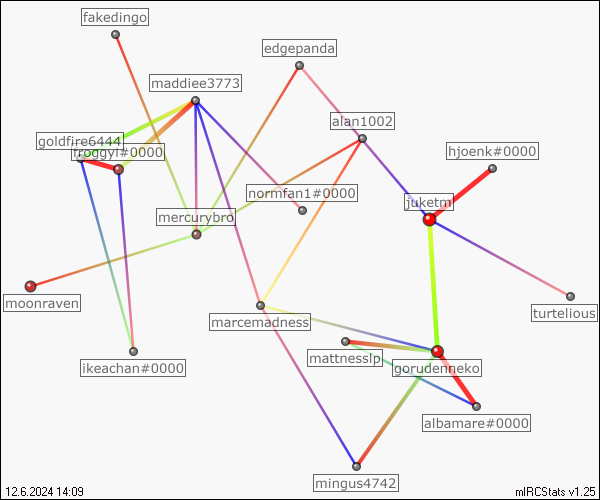 fakedingo
edgepanda
maddiee3773
alan1002
goldfire6444
froggyl#0000
hjoenk#0000
normfan1#0000
juketm
mercurybro
moonraven
turtelious
marcemadness
mattnesslp
ikeachan#0000
gorudenneko
albamare#0000
mingus4742
12.6.2024 14:09
mIRCStats v1.25